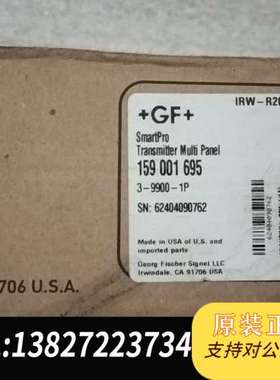 IRW-R20
+GF+
SmartPro
Transmitter Multi Panel
159 001 695
3-9900-1P
SN: 62404090762
62404090762
Made in USA of U.S. and
imported parts
Georg Fischer Signet LLC
Irwindale, CA 91706 USA
706 U.S.A.
:13827223734
原装正
支持对公